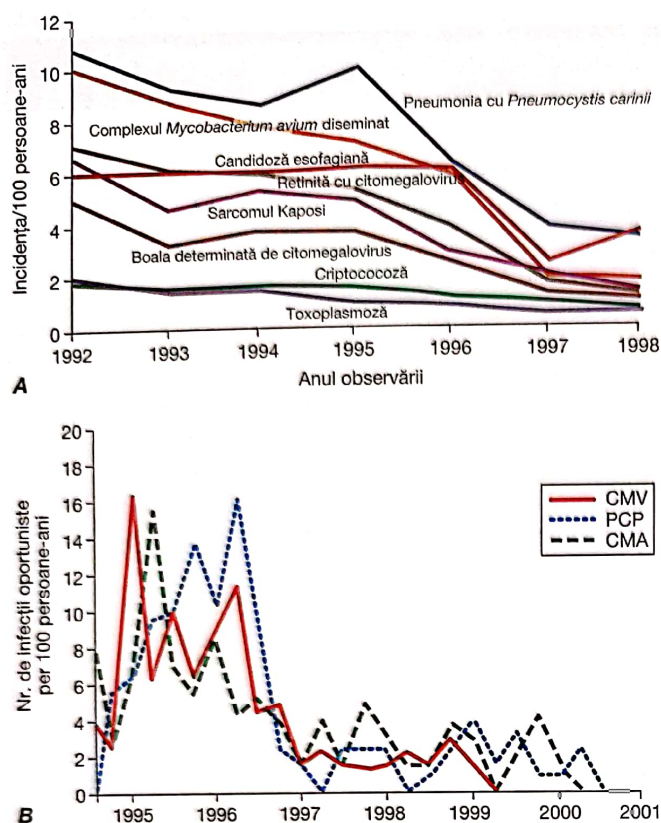 12
10
8
6
4
2
0
Incidența/100 persoane-ani
Pneumonia cu Pneumocystis carinii
Complexul Mycobacterium avium diseminat
Candidoză esofagiană
Retinită cu citomegalovirus
Sarcomul Kaposi
Boala determinată de citomegalovirus
Criptococoză
Toxoplasmoză
1992 1993 1994 1995 1996 1997 1998
Anul observării
A
20
18
16
14
12
10
8
6
4
2
0
Nr. de infecții oportuniste
per 100 persoane-ani
CMV
PCP
CMA
1995 1996 1997 1998 1999 2000 2001
B